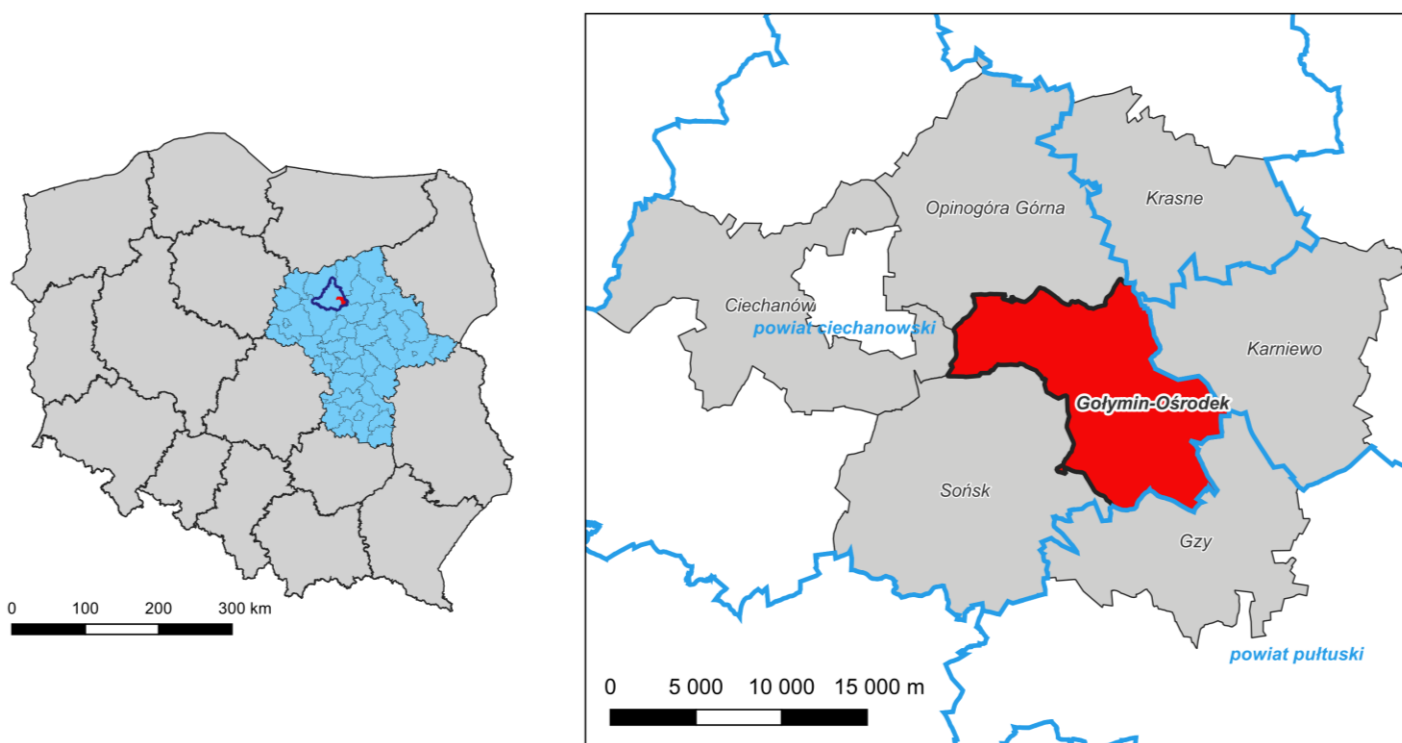 0 100 200 300 km
Opinogóra Górna
Krasne
Ciechanów
powiat ciechanowski
Karniewo
Gołymin-Ośrodek
Sońsk
Gzy
powiat pułtuski
0 5 000 10 000 15 000 m